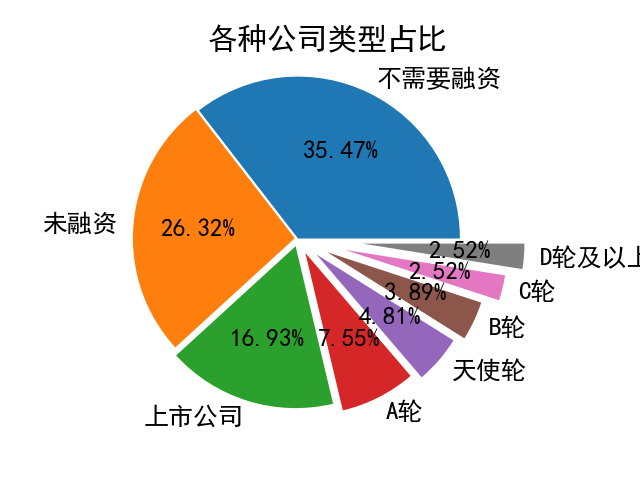 各种公司类型占比
不需要融资
35.47%
未融资
26.32%
上市公司
16.93%
A轮
7.55%
天使轮
4.81%
B轮
3.89%
C轮
2.52%
D轮及以上
2.52%